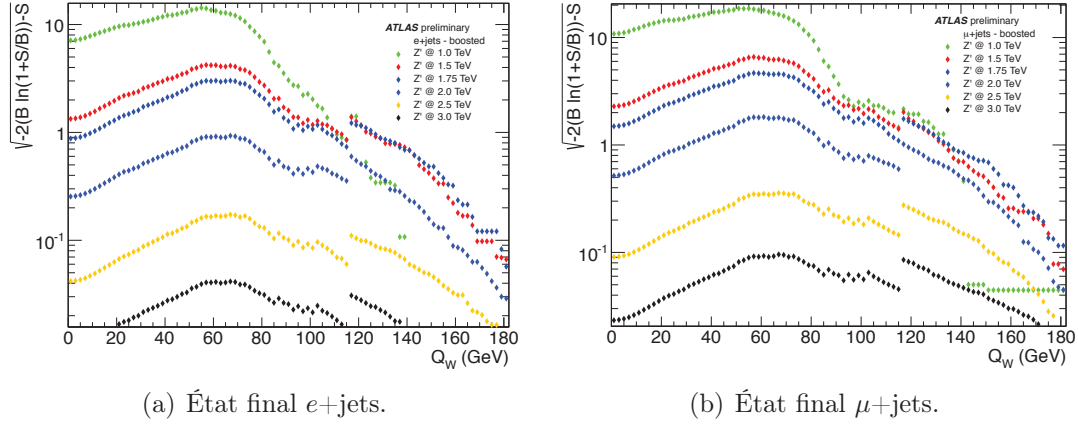 √-2(B ln(1+S/B))-S
10
1
10⁻¹
ATLAS preliminary
e+jets - boosted
Z' @ 1.0 TeV
Z' @ 1.5 TeV
Z' @ 1.75 TeV
Z' @ 2.0 TeV
Z' @ 2.5 TeV
Z' @ 3.0 TeV
0 20 40 60 80 100 120 140 160 180
Q_W (GeV)
(a) État final e+jets.
√-2(B ln(1+S/B))-S
10
1
10⁻¹
ATLAS preliminary
μ+jets - boosted
Z' @ 1.0 TeV
Z' @ 1.5 TeV
Z' @ 1.75 TeV
Z' @ 2.0 TeV
Z' @ 2.5 TeV
Z' @ 3.0 TeV
0 20 40 60 80 100 120 140 160 180
Q_W (GeV)
(b) État final μ+jets.